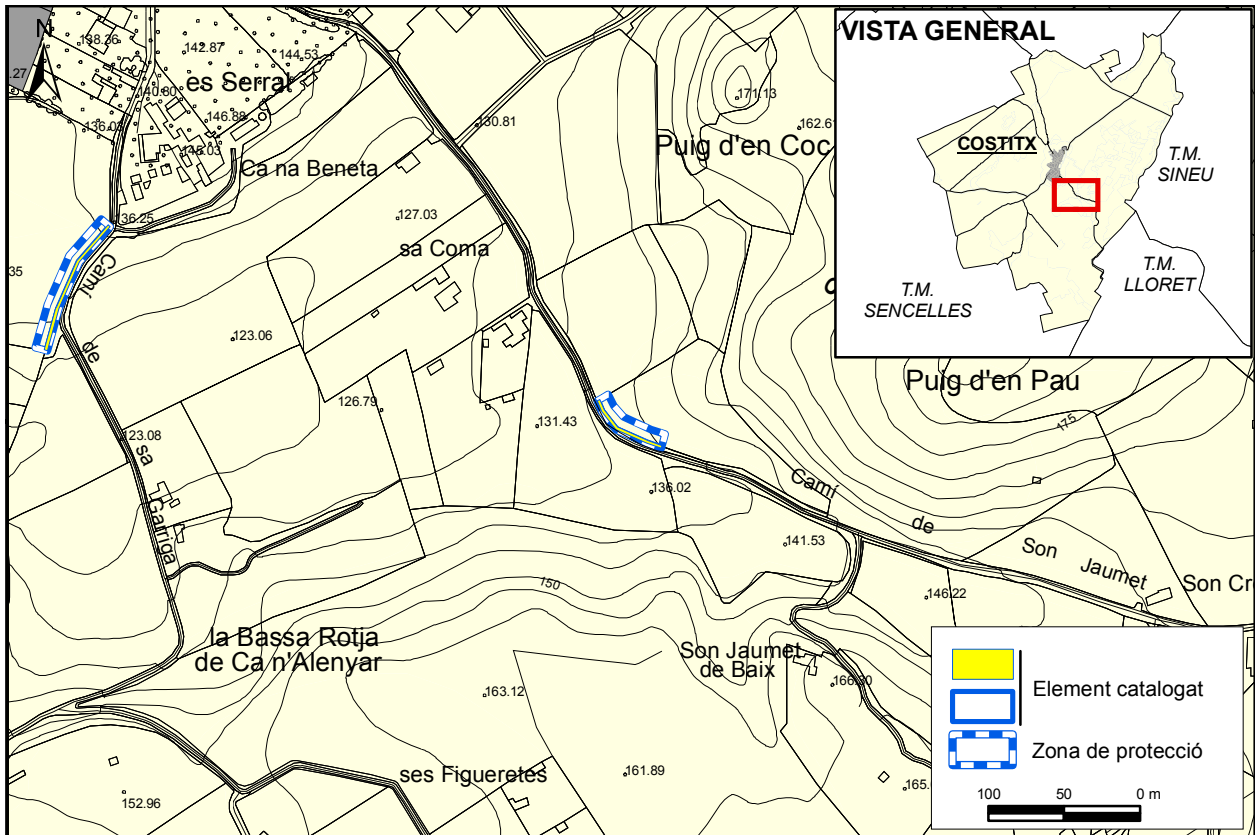 N
138.36
142.87
144.53
.27
es Serral
140.80
146.88
136.03
145.03
Ca na Beneta
136.25
130.81
171.13
162.61
Puig d'en Coc
127.03
sa Coma
35
Camí
de
sa
Garriga
123.06
126.79
131.43
123.08
136.02
Puig d'en Pau
175
Camí
de
Son
Jaumet
Son Cr
141.53
146.22
150
la Bassa Rotja
de Ca n'Alenyar
Son Jaumet
de Baix
163.12
ses Figueretes
161.89
152.96
165.
VISTA GENERAL
COSTITX
T.M.
SINEU
T.M.
LLORET
T.M.
SENCELLES
Element catalogat
Zona de protecció
100 50 0 m